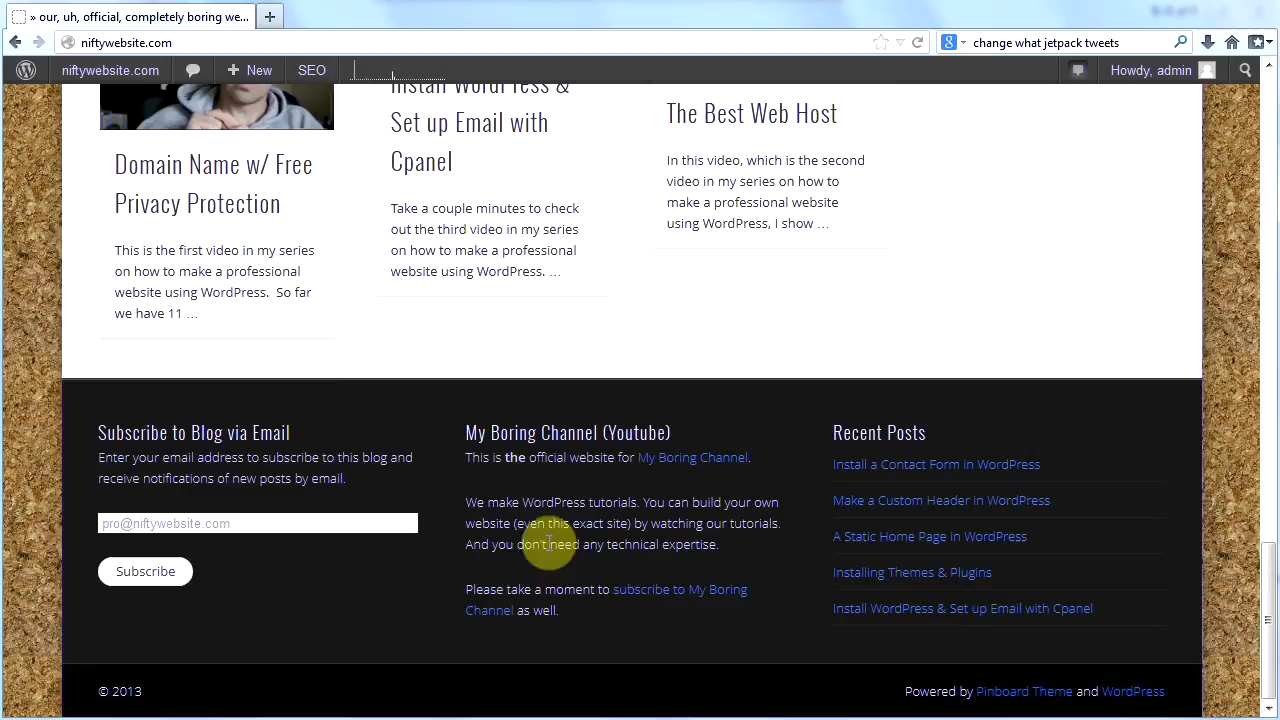 » our, uh, official, completely boring we...
niftywebsite.com
change what jetpack tweets
niftywebsite.com
New
SEO
Howdy, admin
Domain Name w/ Free
Privacy Protection
This is the first video in my series
on how to make a professional
website using WordPress.  So far
we have 11 …
Install WordPress &
Set up Email with
Cpanel
Take a couple minutes to check
out the third video in my series
on how to make a professional
website using WordPress. …
The Best Web Host
In this video, which is the second
video in my series on how to
make a professional website
using WordPress, I show …
Subscribe to Blog via Email
Enter your email address to subscribe to this blog and
receive notifications of new posts by email.
pro@niftywebsite.com
Subscribe
My Boring Channel (Youtube)
This is the official website for My Boring Channel.
We make WordPress tutorials. You can build your own
website (even this exact site) by watching our tutorials.
And you don't need any technical expertise.
Please take a moment to subscribe to My Boring
Channel as well.
Recent Posts
Install a Contact Form in WordPress
Make a Custom Header in WordPress
A Static Home Page in WordPress
Installing Themes & Plugins
Install WordPress & Set up Email with Cpanel
© 2013
Powered by Pinboard Theme and WordPress